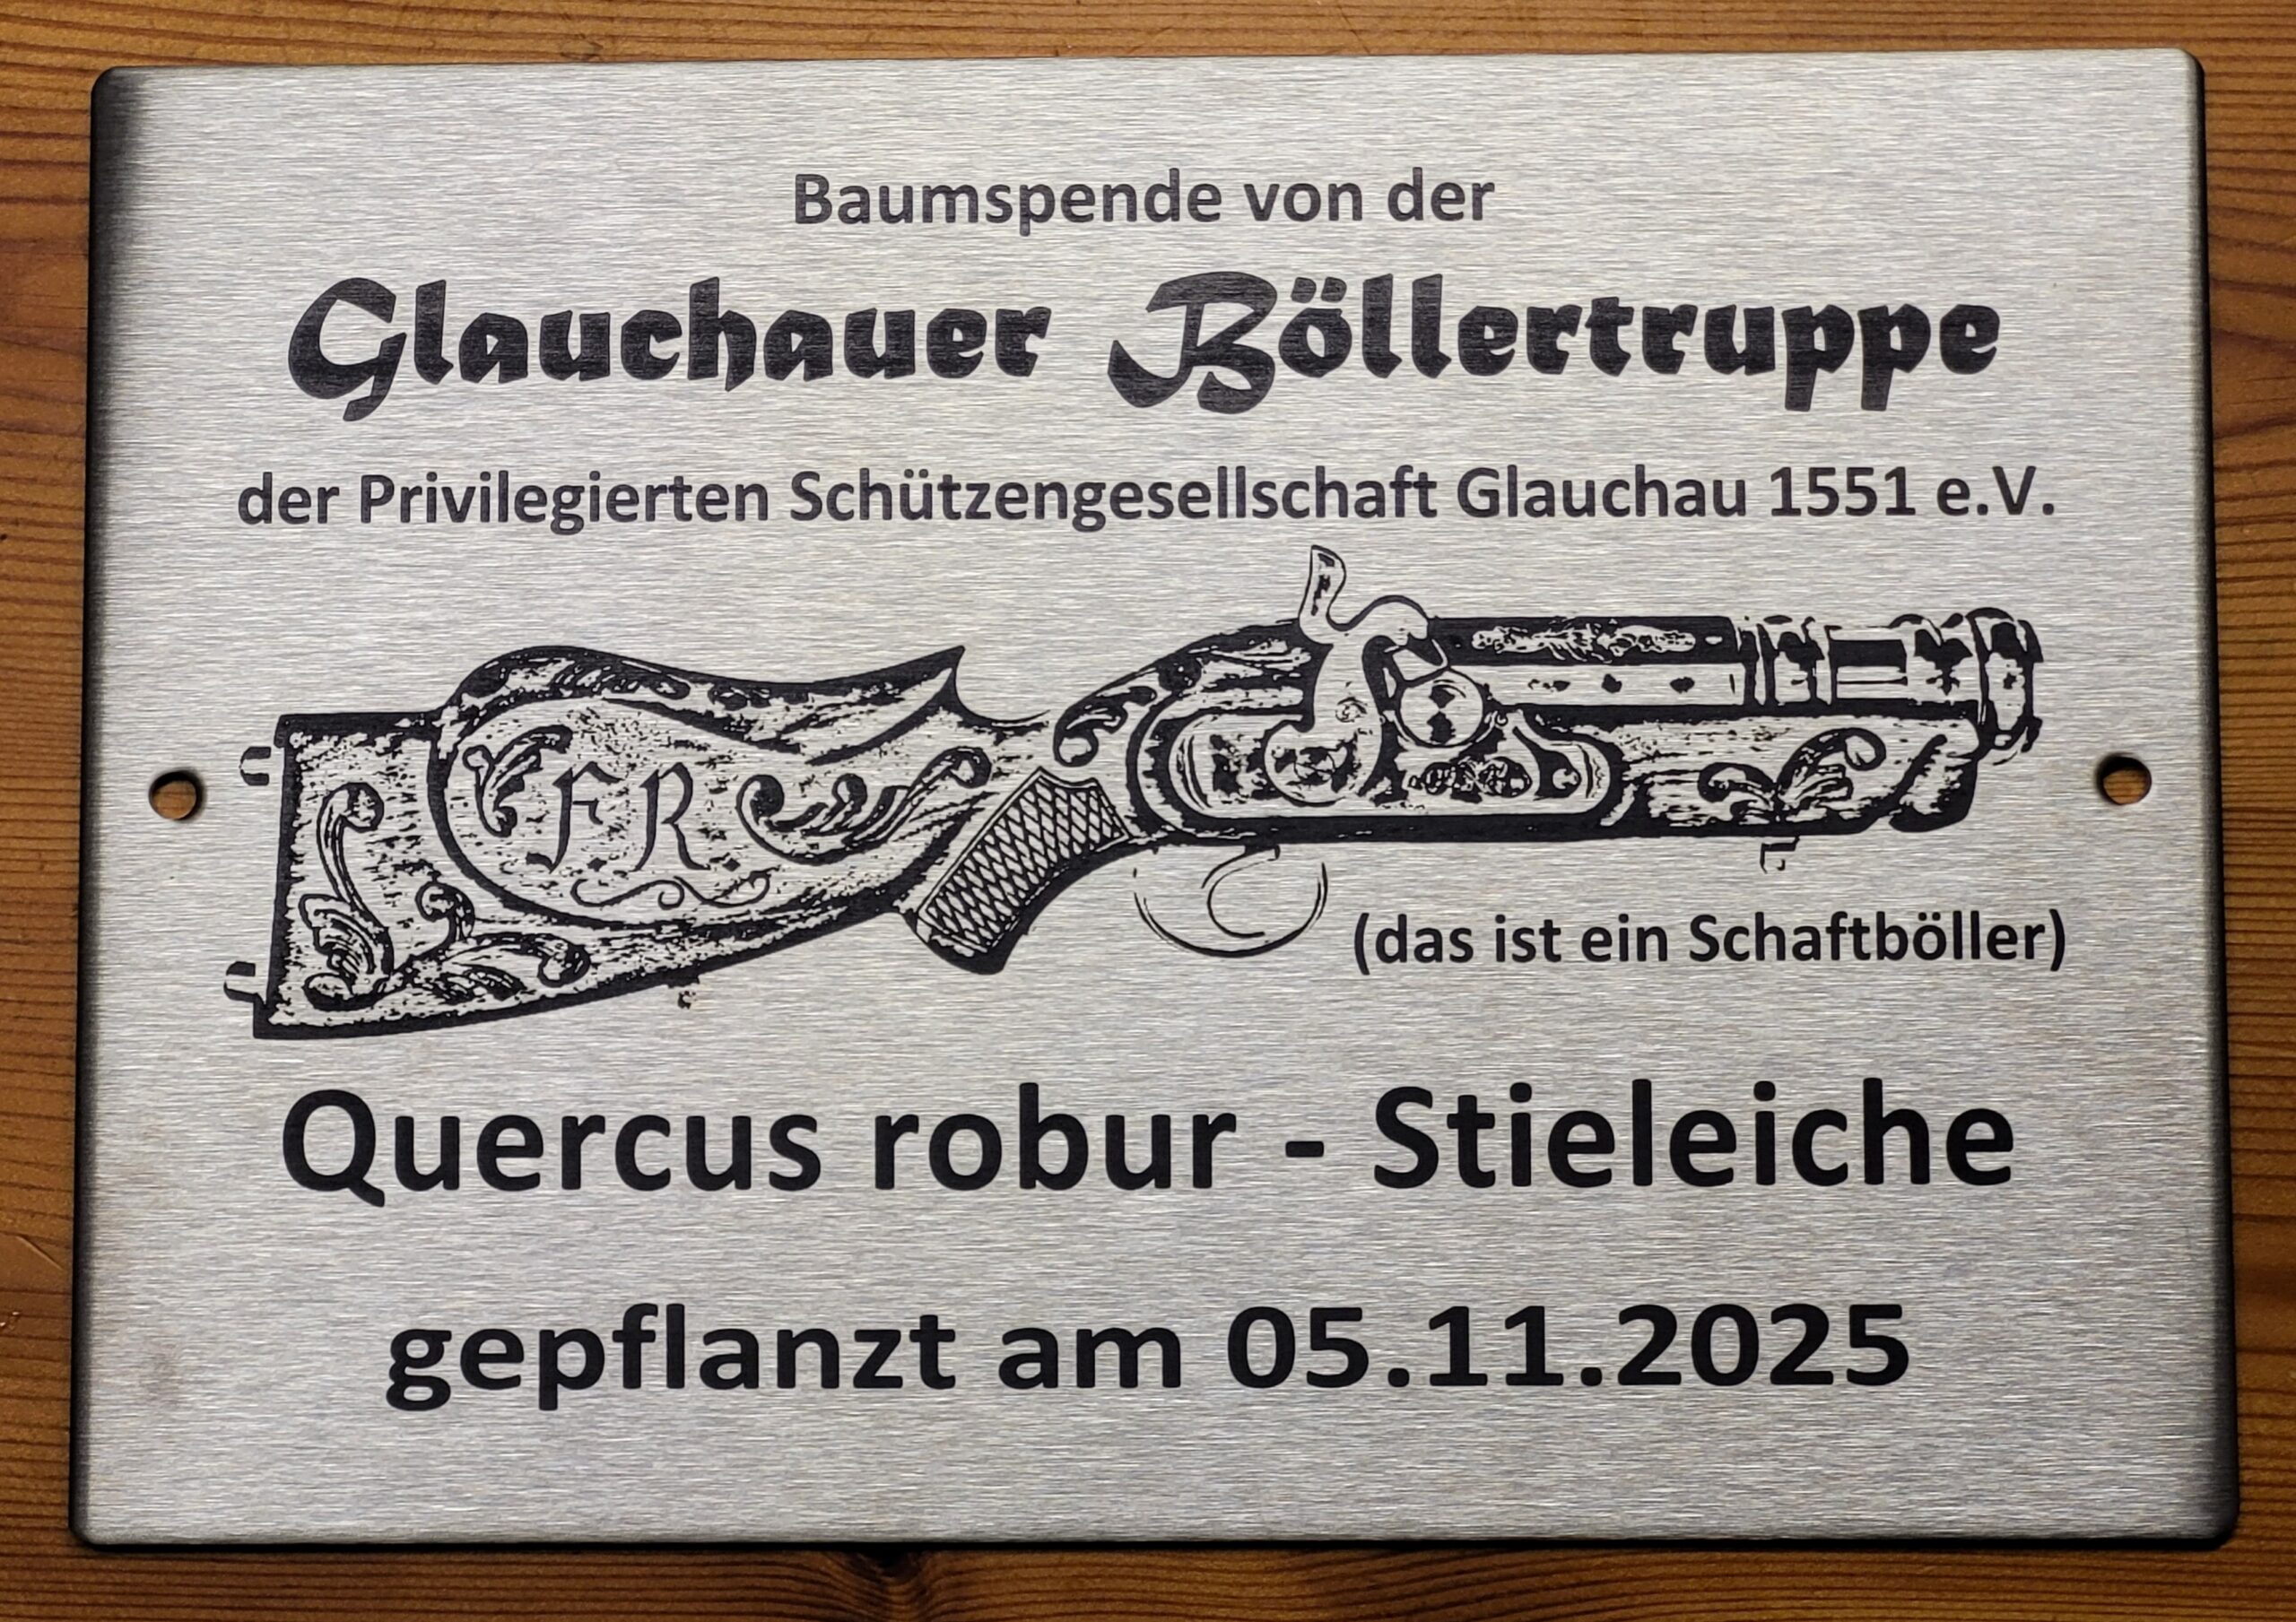 Baumspende von der
Glauchauer Böllertruppe
der Privilegierten Schützengesellschaft Glauchau 1551 e.V.
F.R
(das ist ein Schaftböller)
Quercus robur - Stieleiche
gepflanzt am 05.11.2025